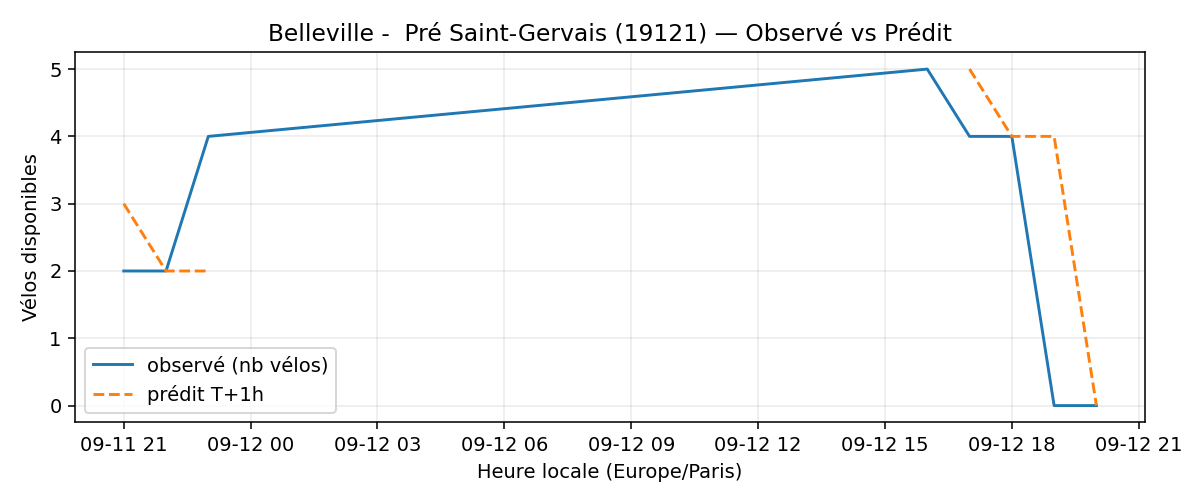 Belleville -  Pré Saint-Gervais (19121) — Observé vs Prédit
Vélos disponibles
5
4
3
2
1
0
observé (nb vélos)
prédit T+1h
09-11 21 09-12 00 09-12 03 09-12 06 09-12 09 09-12 12 09-12 15 09-12 18 09-12 21
Heure locale (Europe/Paris)